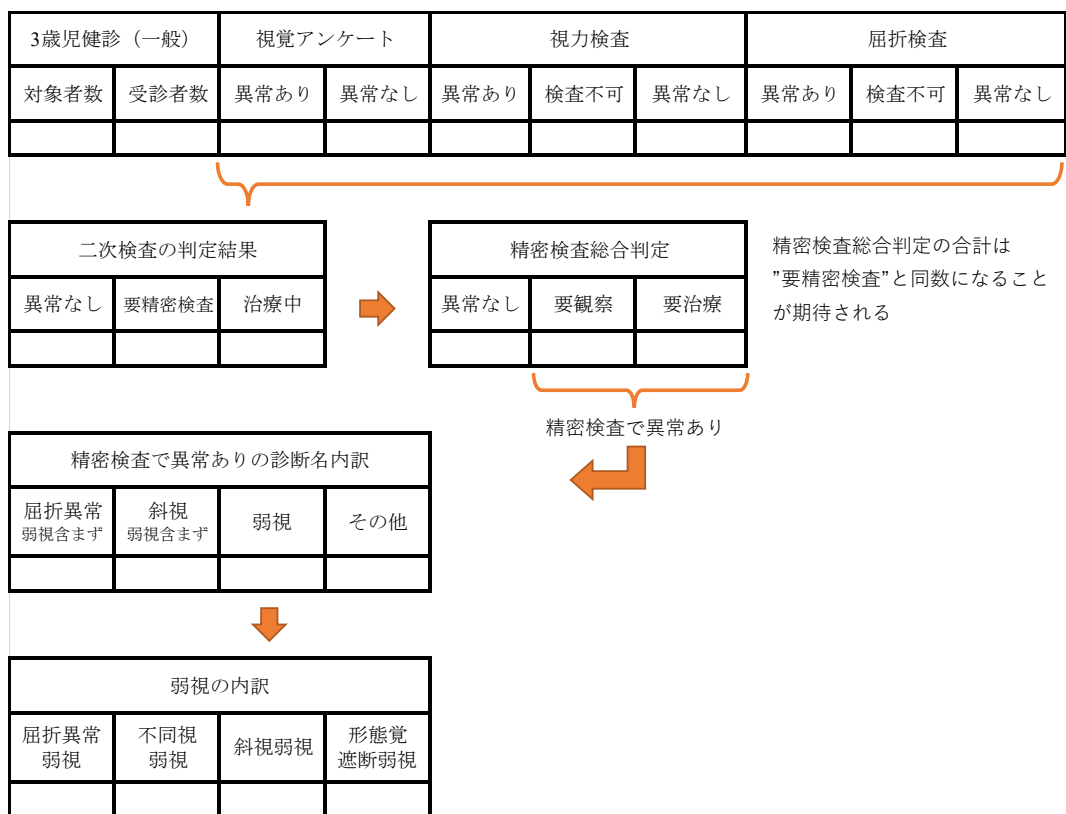 3歳児健診（一般） 視覚アンケート 視力検査 屈折検査
対象者数 受診者数 異常あり 異常なし 異常あり 検査不可 異常なし 異常あり 検査不可 異常なし
二次検査の判定結果
異常なし 要精密検査 治療中
精密検査総合判定
異常なし 要観察 要治療
精密検査総合判定の合計は
”要精密検査”と同数になること
が期待される
精密検査で異常あり
精密検査で異常ありの診断名内訳
屈折異常
弱視含まず
斜視
弱視含まず
弱視
その他
弱視の内訳
屈折異常
弱視
不同視
弱視
斜視弱視
形態覚
遮断弱視